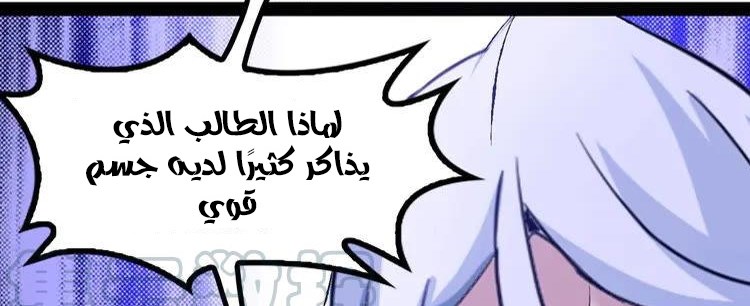 لماذا الطالب الذي
يذاكر كثيرًا لديه جسم
قوي